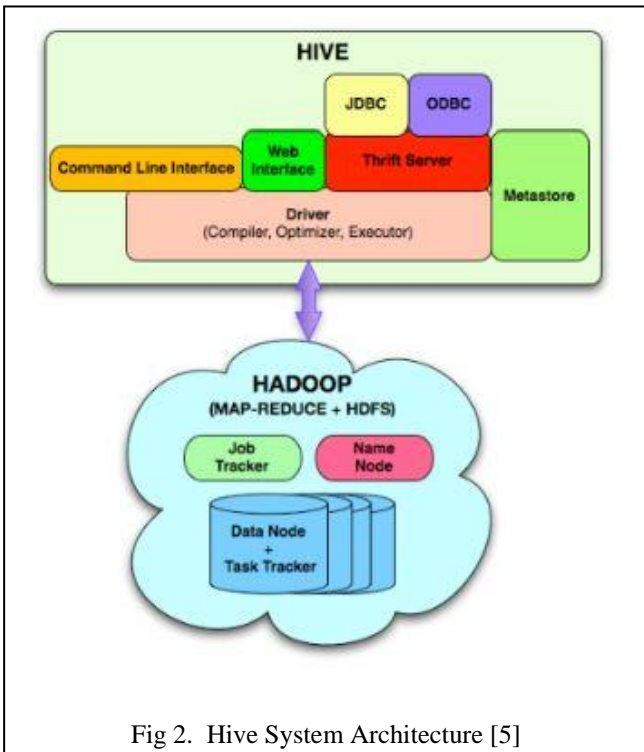 HIVE
JDBC
ODBC
Command Line Interface
Web
Interface
Thrift Server
Metastore
Driver
(Compiler, Optimizer, Executor)
HADOOP
(MAP-REDUCE + HDFS)
Job
Tracker
Name
Node
Data Node
+
Task Tracker
Fig 2.  Hive System Architecture [5]